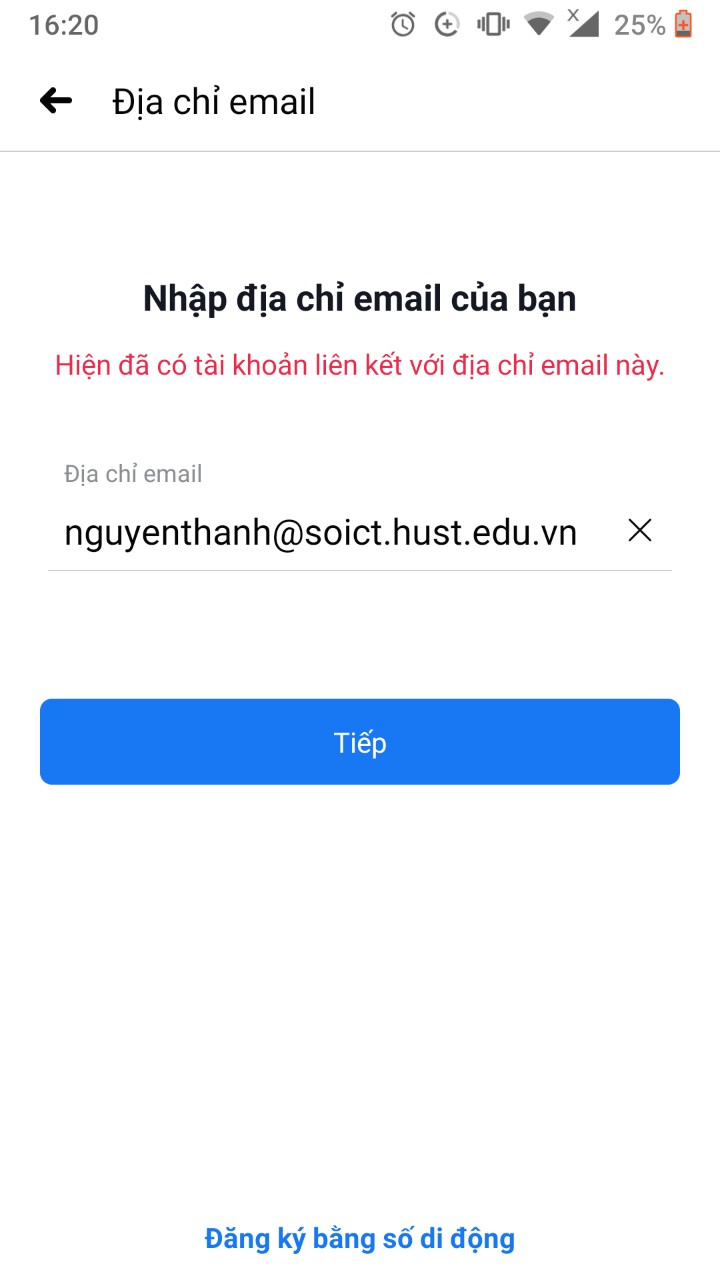 16:20
25%
Địa chỉ email
Nhập địa chỉ email của bạn
Hiện đã có tài khoản liên kết với địa chỉ email này.
Địa chỉ email
nguyenthanh@soict.hust.edu.vn
Tiếp
Đăng ký bằng số di động